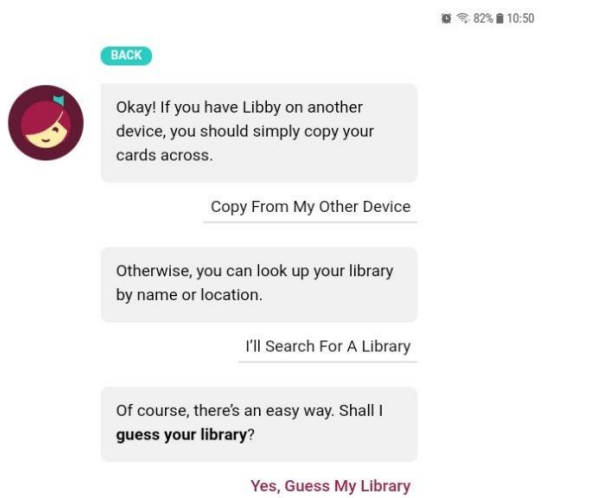 82% 10:50
BACK
Okay! If you have Libby on another
device, you should simply copy your
cards across.
Copy From My Other Device
Otherwise, you can look up your library
by name or location.
I'll Search For A Library
Of course, there's an easy way. Shall I
guess your library?
Yes, Guess My Library